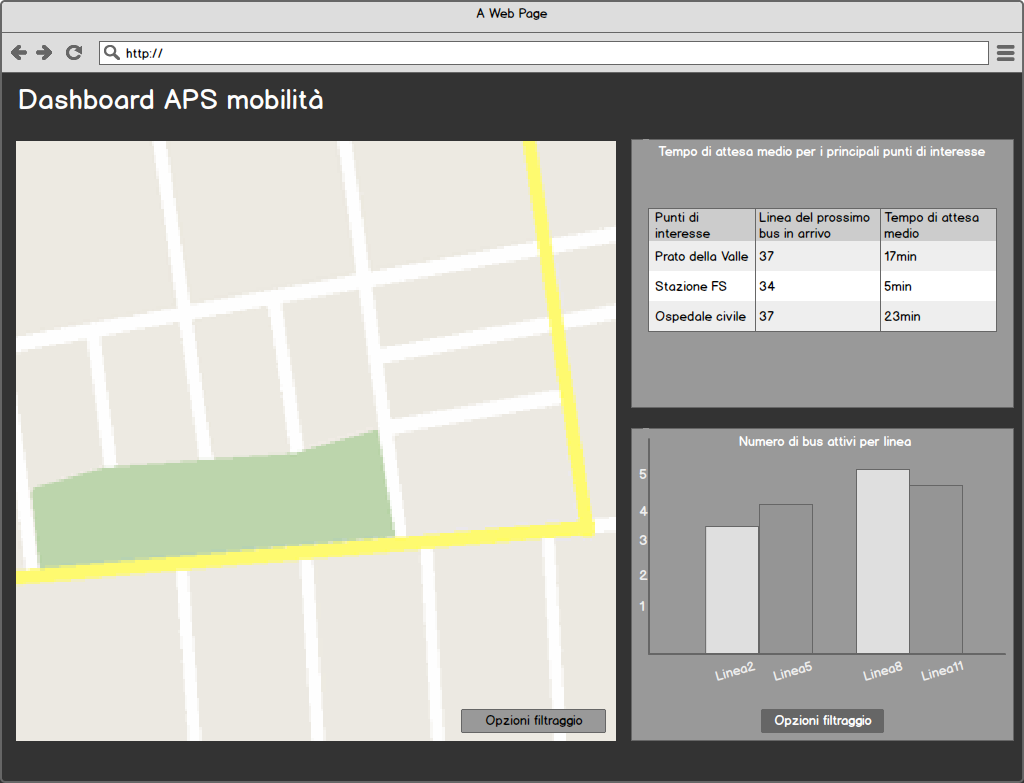 A Web Page
http://
Dashboard APS mobilità
Tempo di attesa medio per i principali punti di interesse
Punti di interesse
Linea del prossimo bus in arrivo
Tempo di attesa medio
Prato della Valle 37 17min
Stazione FS 34 5min
Ospedale civile 37 23min
Numero di bus attivi per linea
5
4
3
2
1
Linea2 Linea5 Linea8 Linea11
Opzioni filtraggio
Opzioni filtraggio